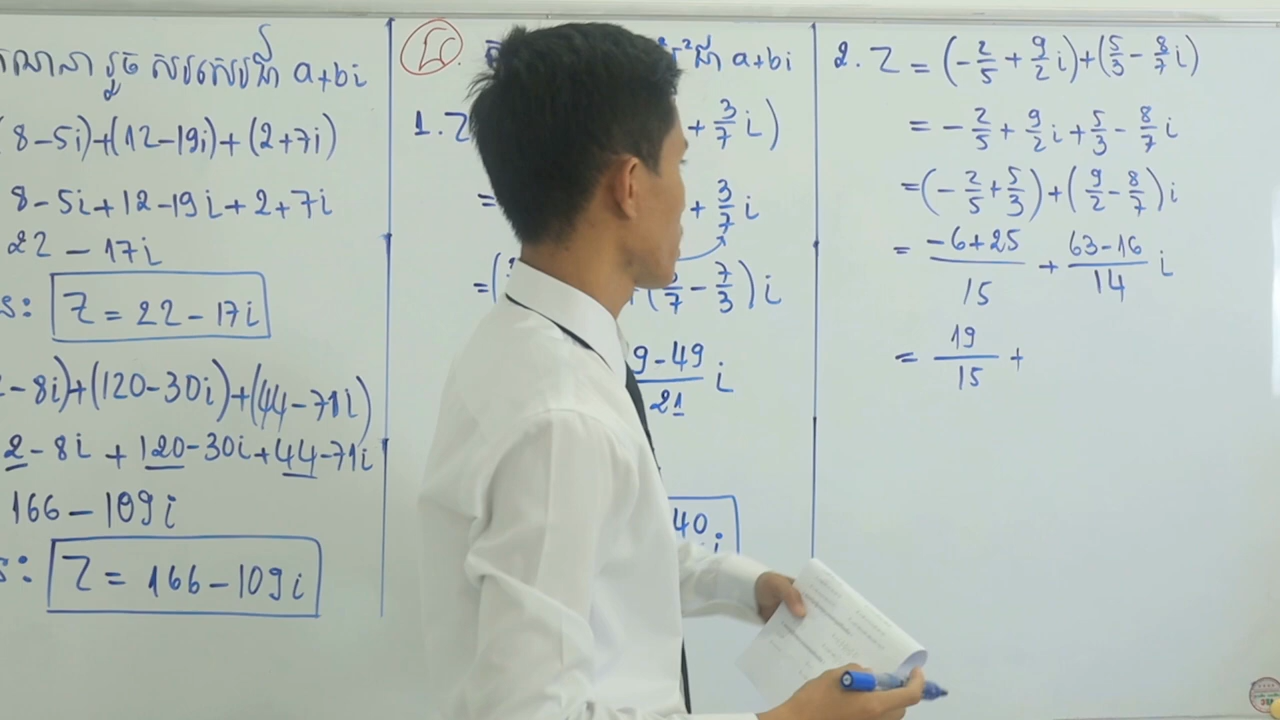 រួច សរសេរជា a+bi
8-5i)+(12-19i)+(2+7i)
8-5i+12-19i+2+7i
22-17i
Z = 22-17i
-8i)+(120-30i)+(44-71i)
2-8i+120-30i+44-71i
166-109i
Z = 166-109i
ជា a+bi
1. Z
+ 3/7 i)
=
+ 3/7 i
=(
/7 - 7/3) i
9-49/21 i
40
i
2. Z = (-2/5 + 9/2 i)+(5/3 - 8/7 i)
= -2/5 + 9/2 i + 5/3 - 8/7 i
=(-2/5 + 5/3)+(9/2 - 8/7)i
= -6+25/15 + 63-16/14 i
= 19/15 +